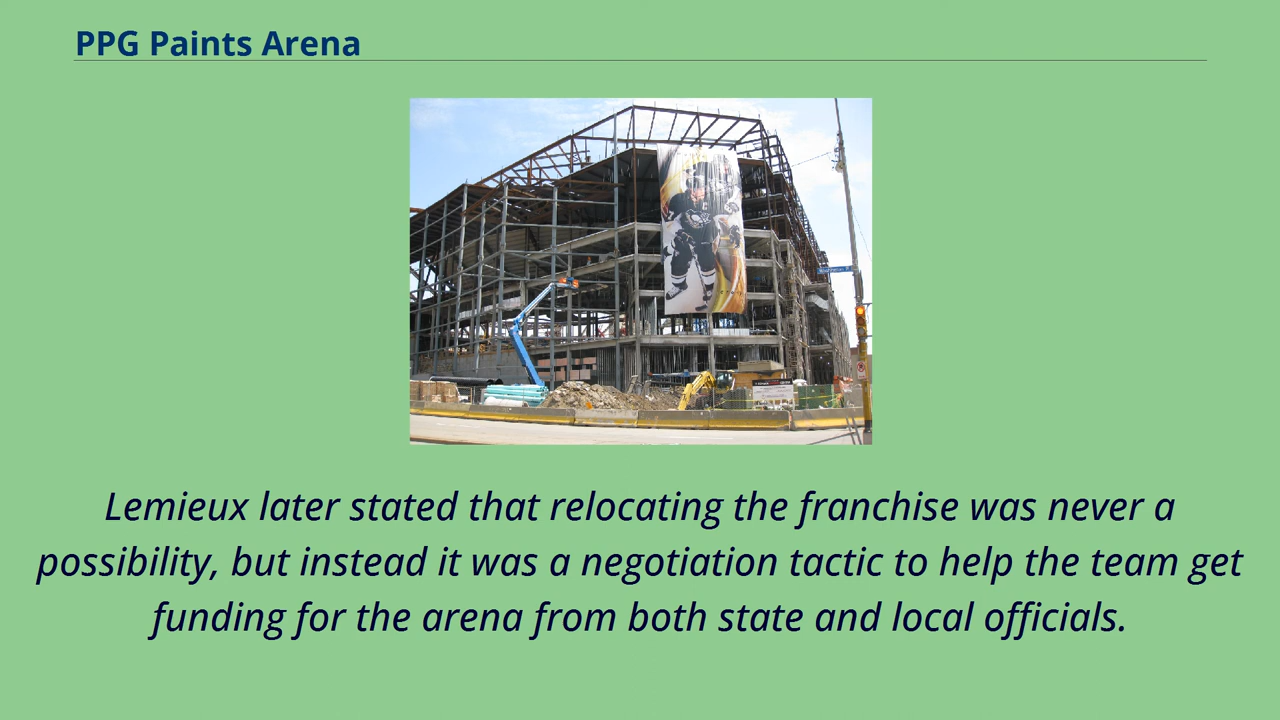 PPG Paints Arena
Lemieux later stated that relocating the franchise was never a
possibility, but instead it was a negotiation tactic to help the team get
funding for the arena from both state and local officials.